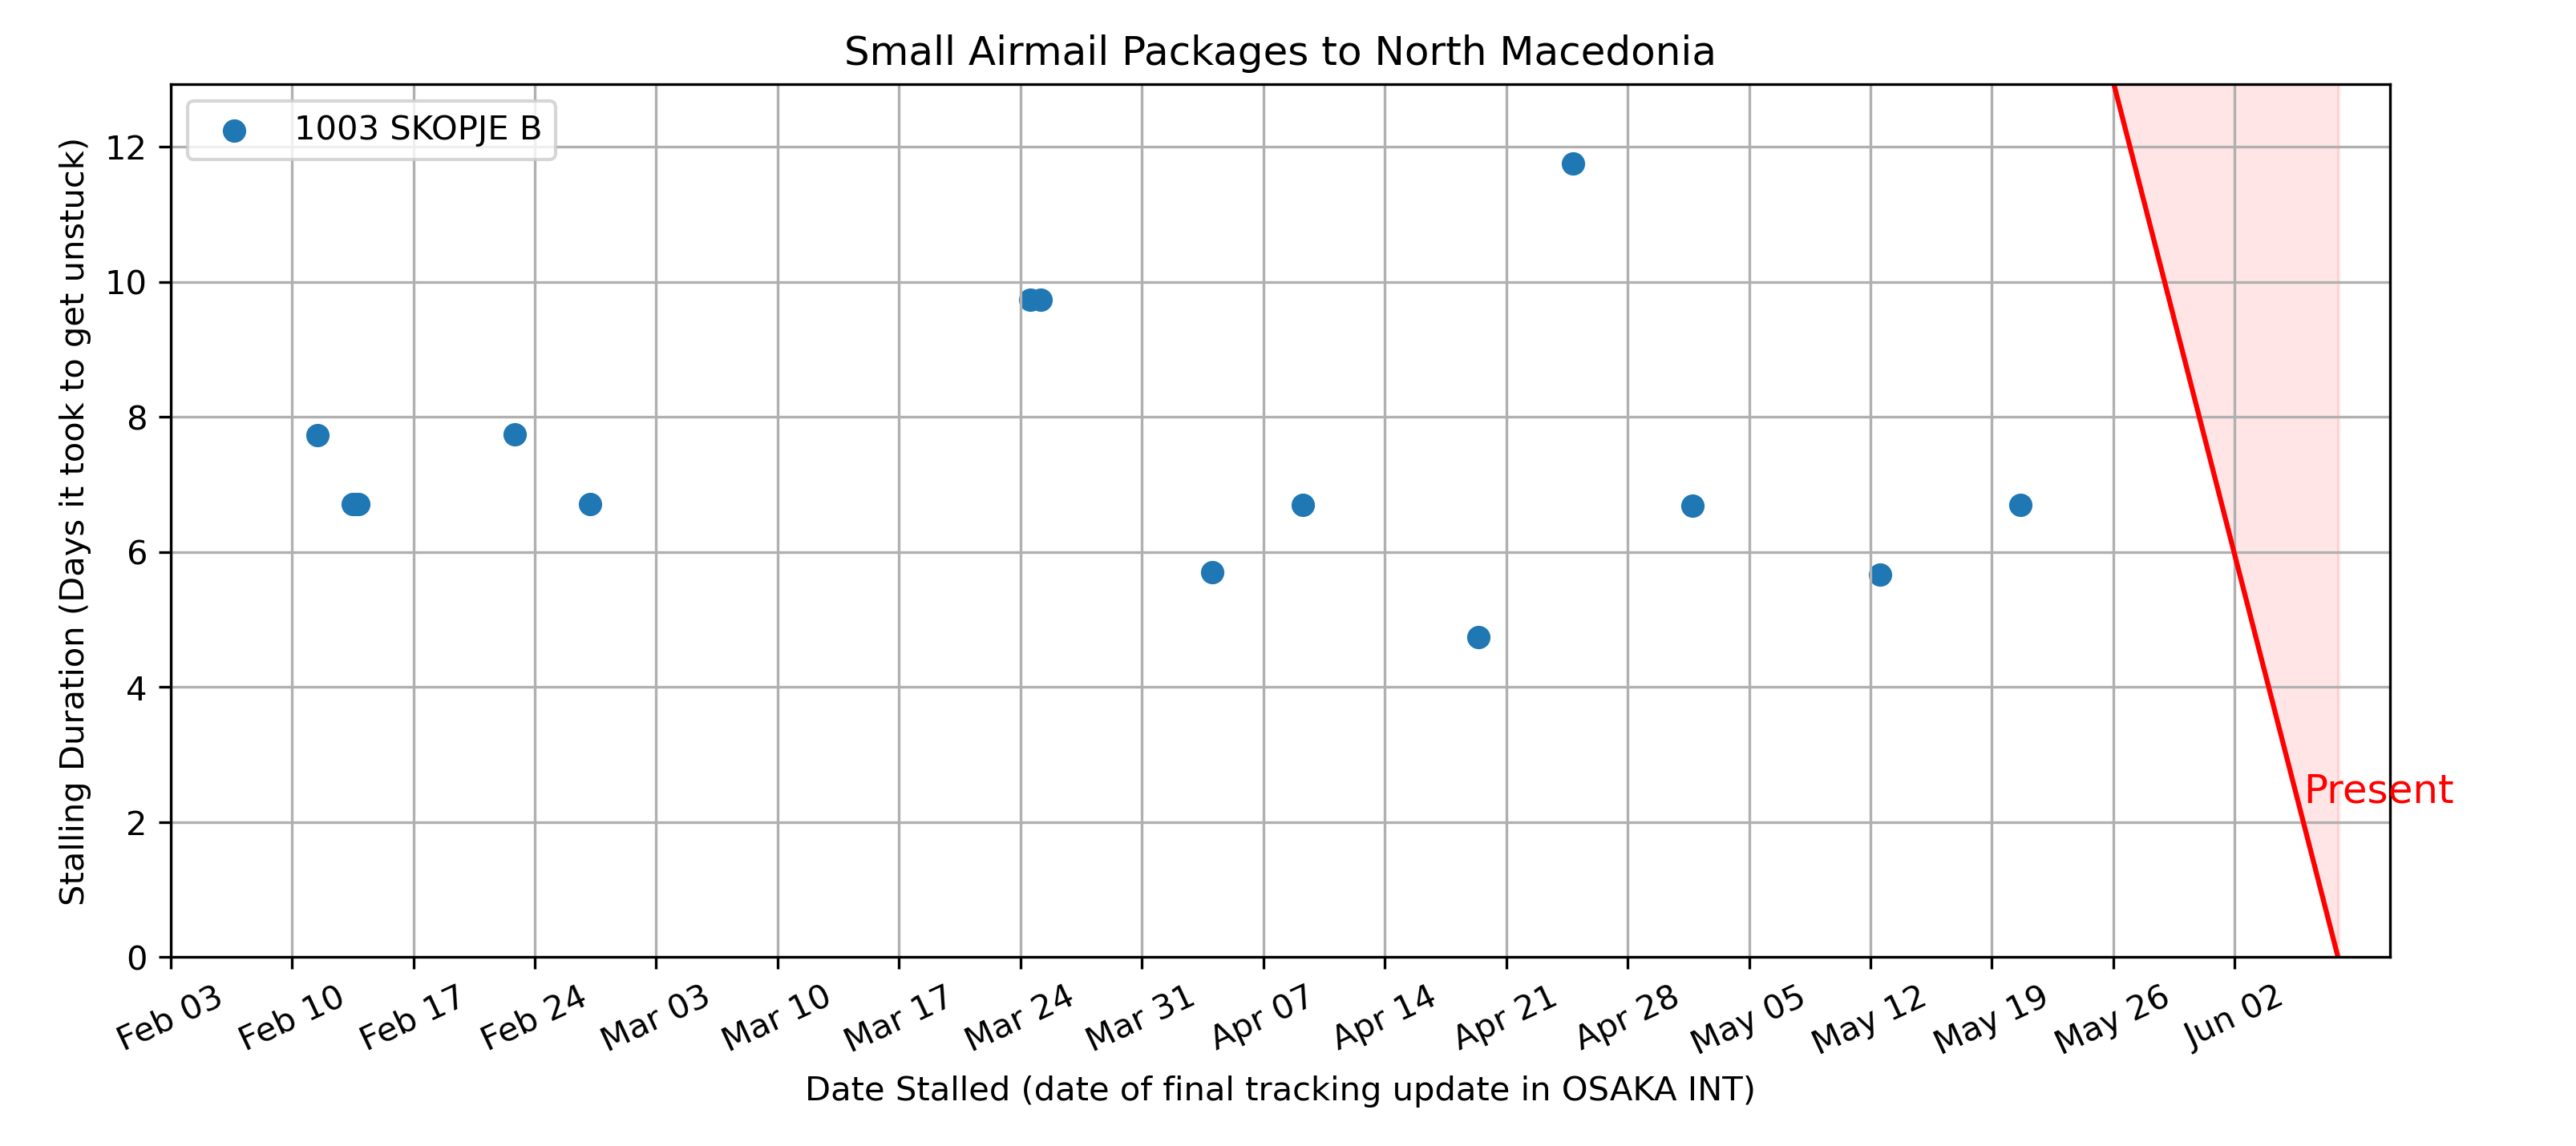 Small Airmail Packages to North Macedonia
1003 SKOPJE B
Stalling Duration (Days it took to get unstuck)
12
10
8
6
4
2
0
Present
Feb 03 Feb 10 Feb 17 Feb 24 Mar 03 Mar 10 Mar 17 Mar 24 Mar 31 Apr 07 Apr 14 Apr 21 Apr 28 May 05 May 12 May 19 May 26 Jun 02
Date Stalled (date of final tracking update in OSAKA INT)